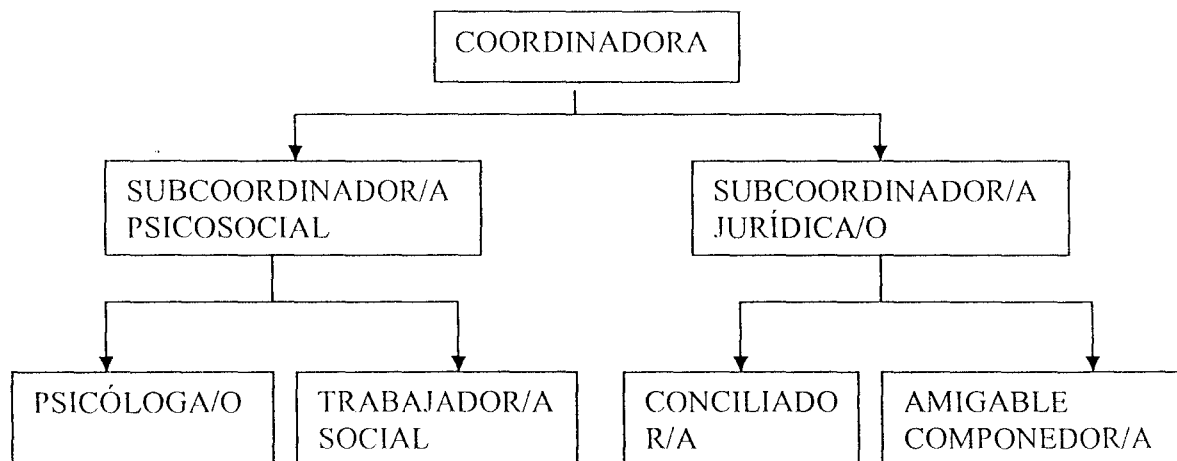 COORDINADORA
SUBCOORDINADOR/A
PSICOSOCIAL
SUBCOORDINADOR/A
JURÍDICA/O
PSICÓLOGA/O
TRABAJADOR/A
SOCIAL
CONCILIADO
R/A
AMIGABLE
COMPONEDOR/A